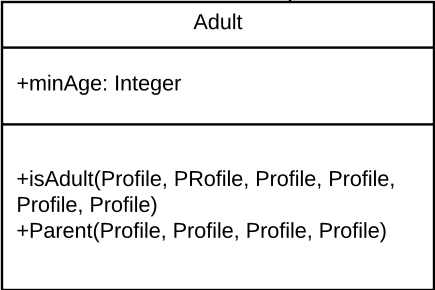 Adult
+minAge: Integer
+isAdult(Profile, PRofile, Profile, Profile,
Profile, Profile)
+Parent(Profile, Profile, Profile, Profile)